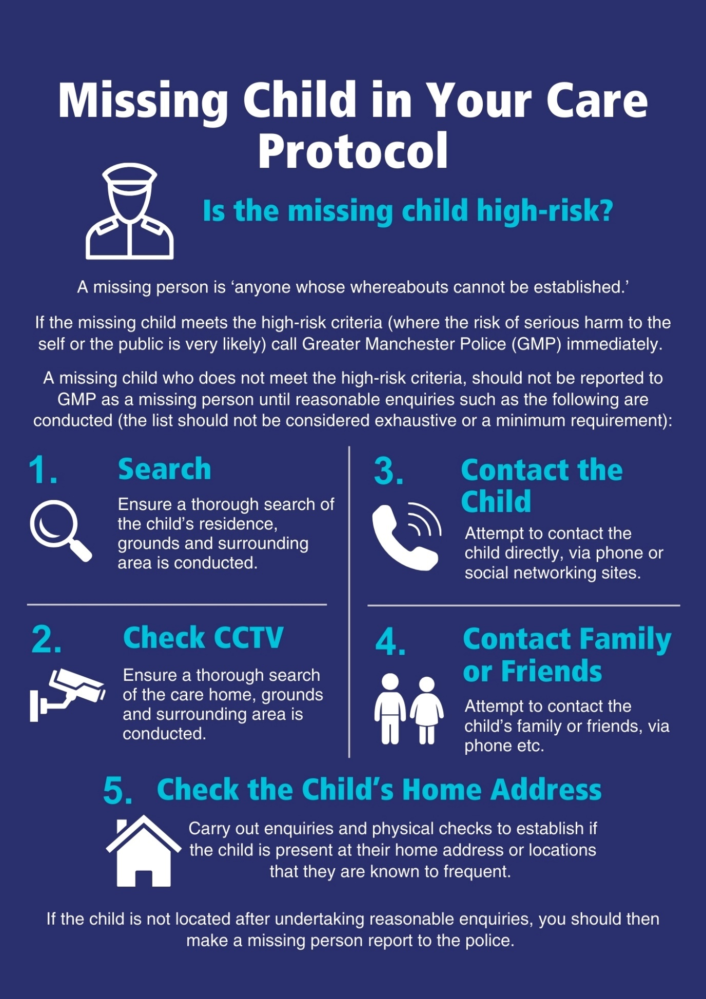 Missing Child in Your Care
Protocol
Is the missing child high-risk?
A missing person is ‘anyone whose whereabouts cannot be established.’
If the missing child meets the high-risk criteria (where the risk of serious harm to the
self or the public is very likely) call Greater Manchester Police (GMP) immediately.
A missing child who does not meet the high-risk criteria, should not be reported to
GMP as a missing person until reasonable enquiries such as the following are
conducted (the list should not be considered exhaustive or a minimum requirement):
1. Search
Ensure a thorough search of
the child’s residence,
grounds and surrounding
area is conducted.
2. Check CCTV
Ensure a thorough search
of the care home, grounds
and surrounding area is
conducted.
3. Contact the
Child
Attempt to contact the
child directly, via phone or
social networking sites.
4. Contact Family
or Friends
Attempt to contact the
child’s family or friends, via
phone etc.
5. Check the Child’s Home Address
Carry out enquiries and physical checks to establish if
the child is present at their home address or locations
that they are known to frequent.
If the child is not located after undertaking reasonable enquiries, you should then
make a missing person report to the police.